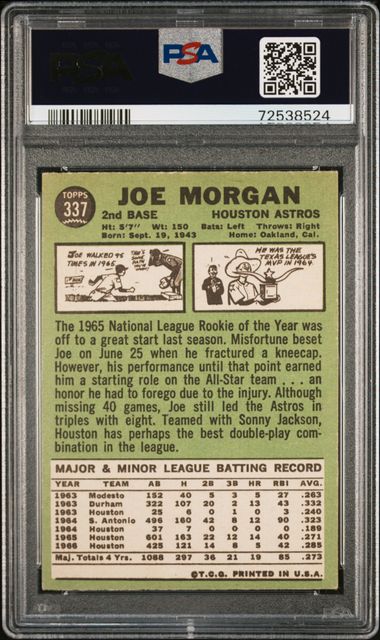 PSA
PSA
72538524
TOPPS
337
JOE MORGAN
2nd BASE HOUSTON ASTROS
Ht: 5'7" Wt: 150 Bats: Left Throws: Right
Born: Sept. 19, 1943 Home: Oakland, Cal.
JOE WALKED 95
TIMES IN 1965.
HE WAS THE
TEXAS LEAGUE'S
MVP IN 1964.
The 1965 National League Rookie of the Year was
off to a great start last season. Misfortune beset
Joe on June 25 when he fractured a kneecap.
However, his performance until that point earned
him a starting role on the All-Star team . . . an
honor he had to forego due to the injury. Although
missing 40 games, Joe still led the Astros in
triples with eight. Teamed with Sonny Jackson,
Houston has perhaps the best double-play com-
bination in the league.
MAJOR & MINOR LEAGUE BATTING RECORD
YEAR TEAM AB H 2B 3B HR RBI AVG.
1963 Modesto 152 40 5 3 5 27 .263
1963 Durham 322 107 20 2 13 43 .332
1963 Houston 25 6 0 1 0 3 .240
1964 S. Antonio 496 160 42 8 12 90 .323
1964 Houston 37 7 0 0 0 0 .189
1965 Houston 601 163 22 12 14 40 .271
1966 Houston 425 121 14 8 5 42 .285
Maj. Totals 4 Yrs. 1088 297 36 21 19 85 .273
©T.C.G. PRINTED IN U.S.A.